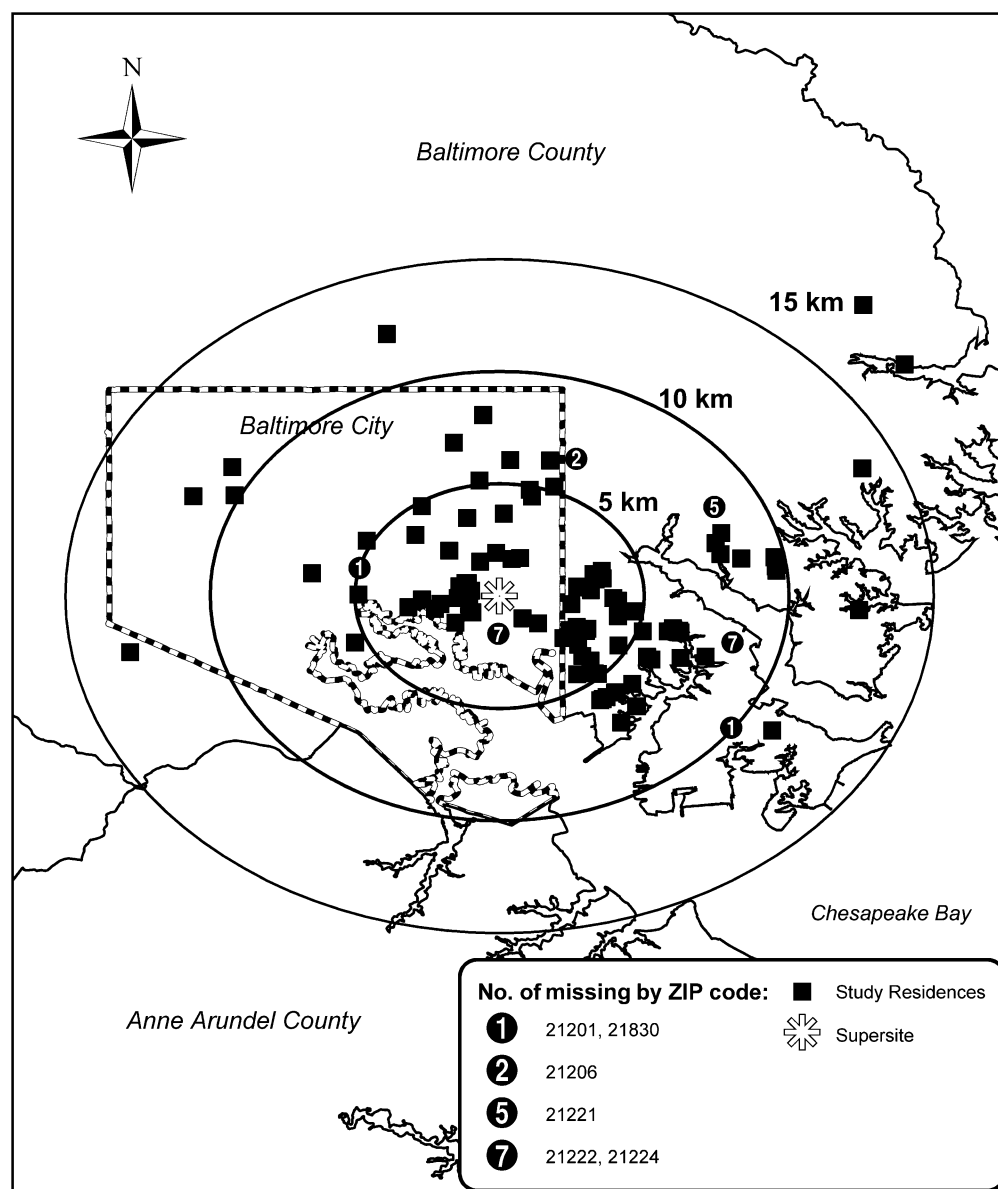 N
Baltimore County
15 km
10 km
Baltimore City
2
5 km
5
1
7
7
1
Chesapeake Bay
Anne Arundel County
No. of missing by ZIP code:
1 21201, 21830
2 21206
5 21221
7 21222, 21224
Study Residences
Supersite